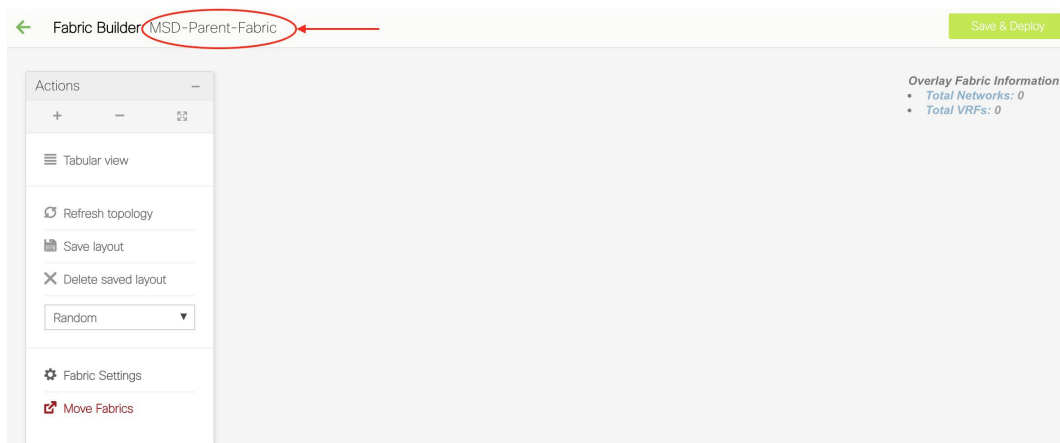 Fabric Builder: MSD-Parent-Fabric
Save & Deploy
Actions
Tabular view
Refresh topology
Save layout
Delete saved layout
Random
Fabric Settings
Move Fabrics
Overlay Fabric Information
Total Networks: 0
Total VRFs: 0